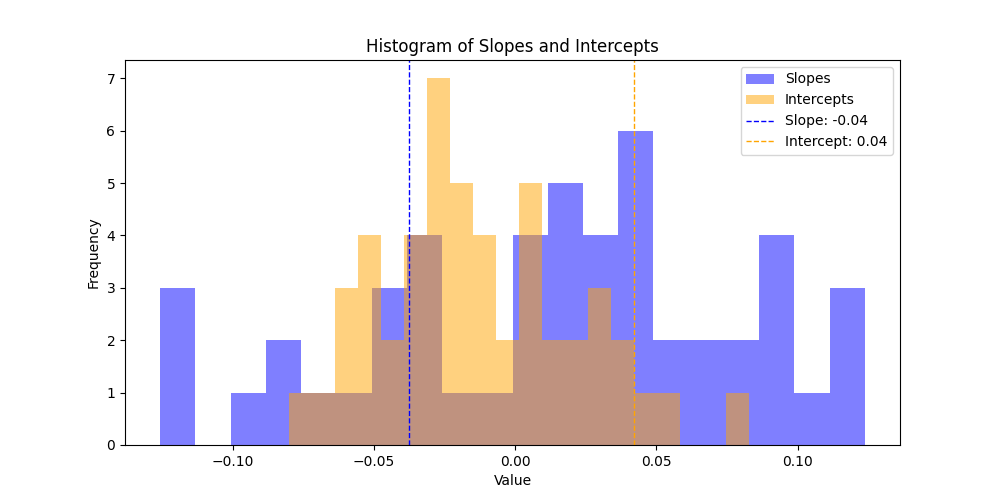 Histogram of Slopes and Intercepts
Slopes
Intercepts
Slope: -0.04
Intercept: 0.04
Frequency
7
6
5
4
3
2
1
0
−0.10
−0.05
0.00
0.05
0.10
Value